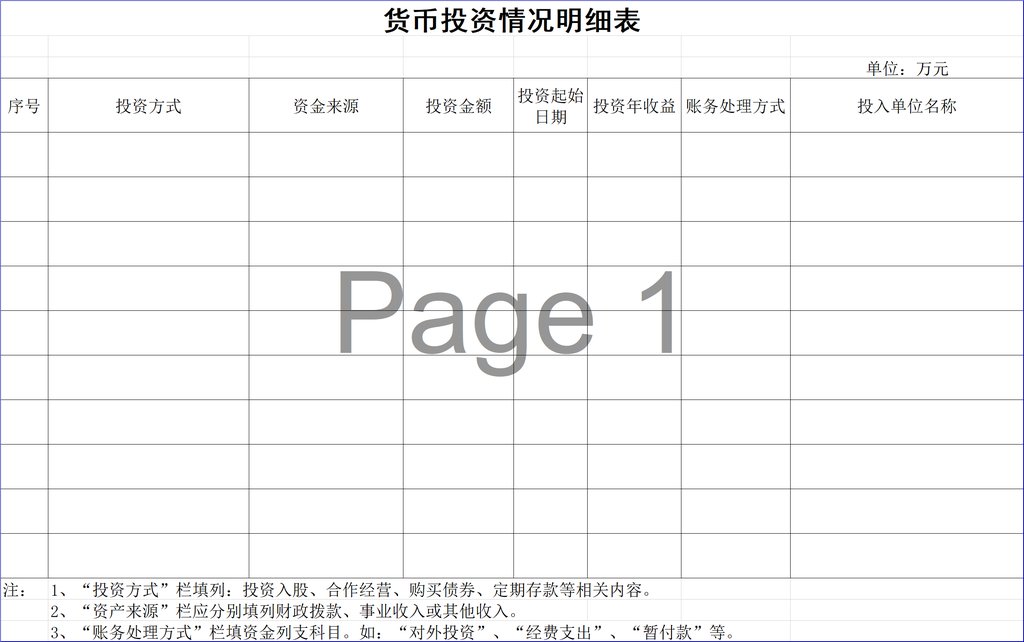 货币投资情况明细表
单位：万元
序号 投资方式 资金来源 投资金额 投资起始日期 投资年收益 账务处理方式 投入单位名称
Page 1
注： 1、“投资方式”栏填列：投资入股、合作经营、购买债券、定期存款等相关内容。
2、“资产来源”栏应分别填列财政拨款、事业收入或其他收入。
3、“账务处理方式”栏填资金列支科目。如：“对外投资”、“经费支出”、“暂付款”等。